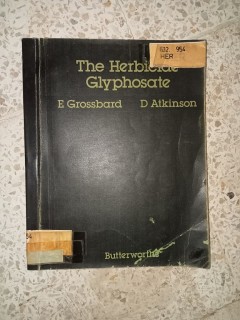 632.954
HER
The Herbicide
Glyphosate
E Grossbard D Atkinson
Butterworths